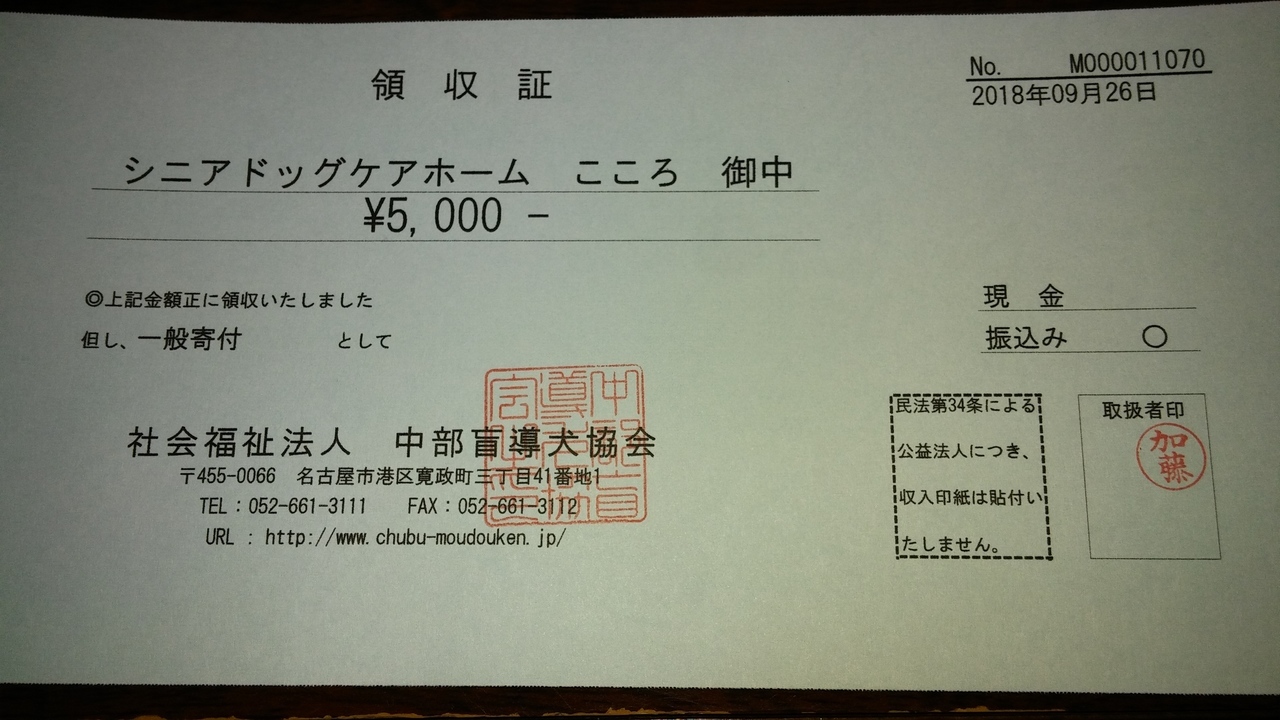 領収証
No. M000011070
2018年09月26日
シニアドッグケアホーム こころ 御中
¥5,000 -
◎上記金額正に領収いたしました
但し、一般寄付 として
現 金
振込み ○
社会福祉法人 中部盲導犬協会
〒455-0066 名古屋市港区寛政町三丁目41番地1
TEL:052-661-3111 FAX:052-661-3112
URL : http://www.chubu-moudouken.jp/
民法第34条による
公益法人につき、
収入印紙は貼付い
たしません。
取扱者印
加藤